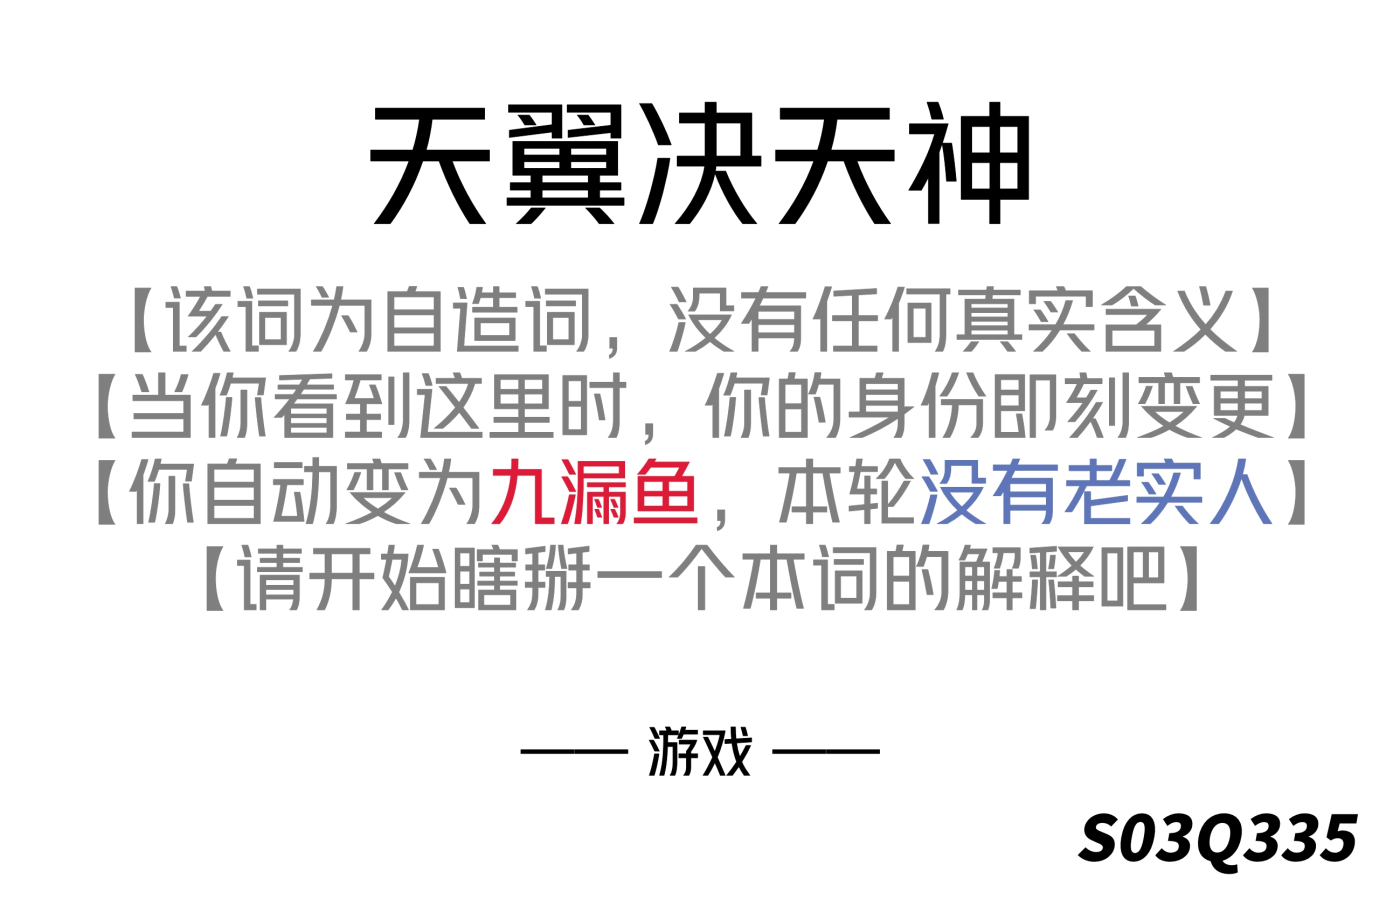 天翼决天神
【该词为自造词，没有任何真实含义】
【当你看到这里时，你的身份即刻变更】
【你自动变为九漏鱼，本轮没有老实人】
【请开始瞎掰一个本词的解释吧】
—— 游戏 ——
S03Q335